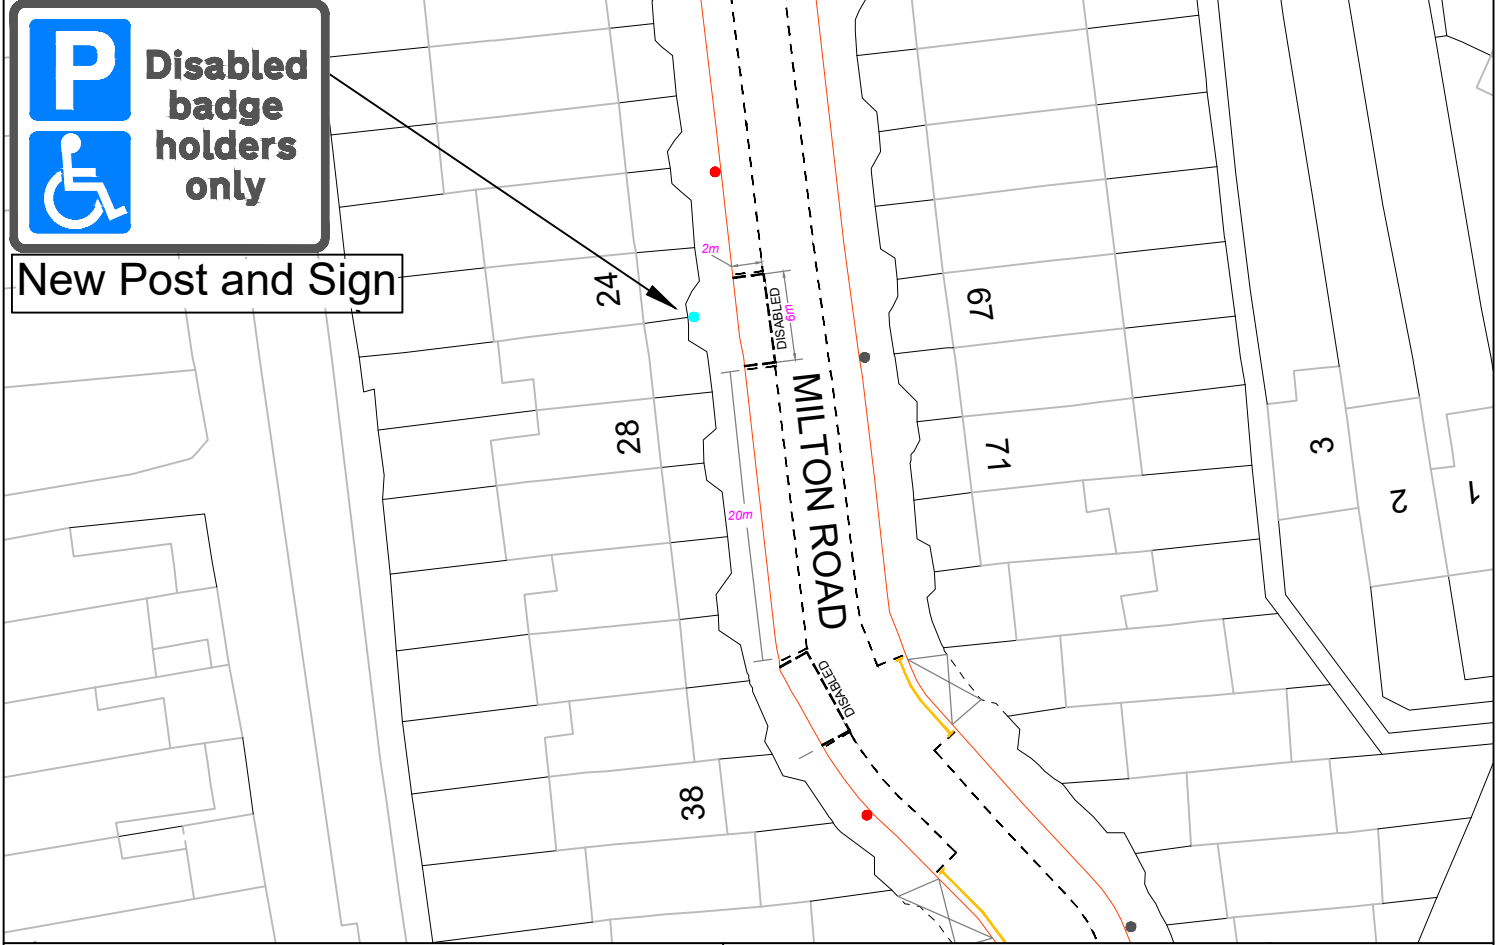 P
Disabled
badge
holders
only
New Post and Sign
2m
24
DISABLED
6m
67
MILTON ROAD
28
71
3
2
1
20m
DISABLED
38